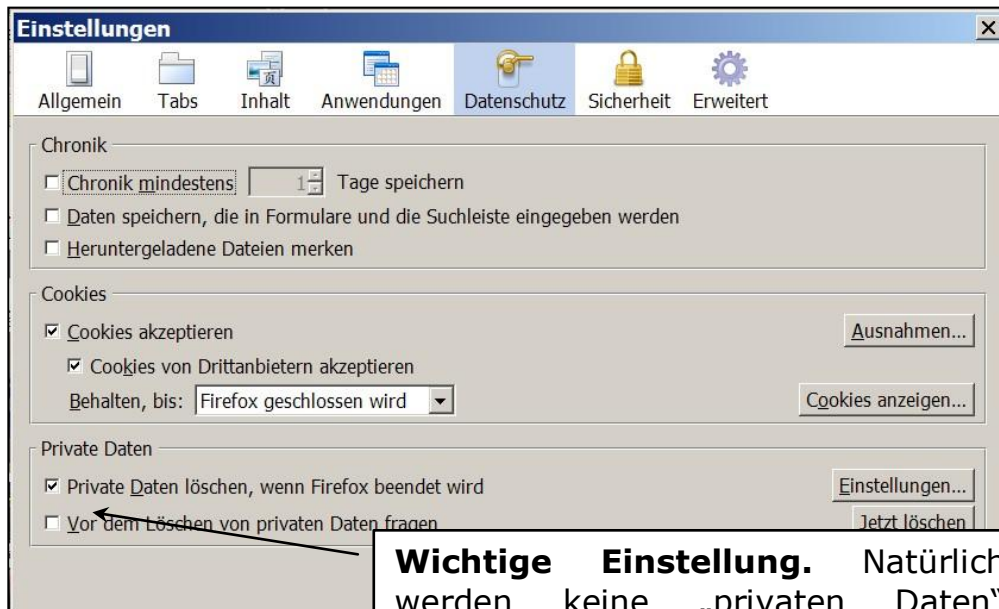 Einstellungen
Allgemein Tabs Inhalt Anwendungen Datenschutz Sicherheit Erweitert
Chronik
Chronik mindestens 1 Tage speichern
Daten speichern, die in Formulare und die Suchleiste eingegeben werden
Heruntergeladene Dateien merken
Cookies
Cookies akzeptieren Ausnahmen...
Cookies von Drittanbietern akzeptieren
Behalten, bis: Firefox geschlossen wird Cookies anzeigen...
Private Daten
Private Daten löschen, wenn Firefox beendet wird Einstellungen...
Vor dem Löschen von privaten Daten fragen Jetzt löschen
Wichtige Einstellung. Natürlich
werden keine „privaten Daten"